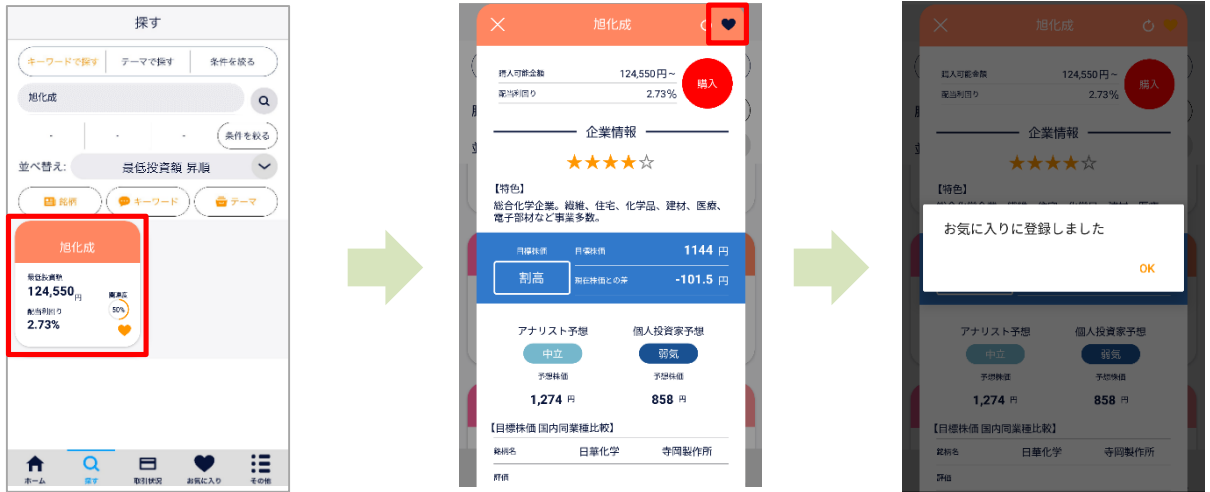 探す
キーワードで探す
テーマで探す
条件を絞る
旭化成
-
-
-
条件を絞る
並べ替え:
最低投資額 昇順
銘柄
キーワード
テーマ
旭化成
最低投資額
124,550円
配当利回り
2.73%
50%
ホーム
探す
取引状況
お気に入り
その他
旭化成
購入可能金額
124,550円～
配当利回り
2.73%
購入
企業情報
★★★★☆
【特色】
総合化学企業。繊維、住宅、化学品、建材、医療、
電子部材など事業多数。
目標株価
目標株価
1144 円
割高
現在株価との差
-101.5 円
アナリスト予想
個人投資家予想
中立
弱気
予想株価
予想株価
1,274 円
858 円
【目標株価 国内同業種比較】
銘柄名
日華化学
寺岡製作所
評価
旭化成
購入可能金額
124,550円～
配当利回り
2.73%
購入
企業情報
★★★★☆
【特色】
お気に入りに登録しました
OK
アナリスト予想
個人投資家予想
中立
弱気
予想株価
予想株価
1,274 円
858 円
【目標株価 国内同業種比較】
銘柄名
日華化学
寺岡製作所
評価